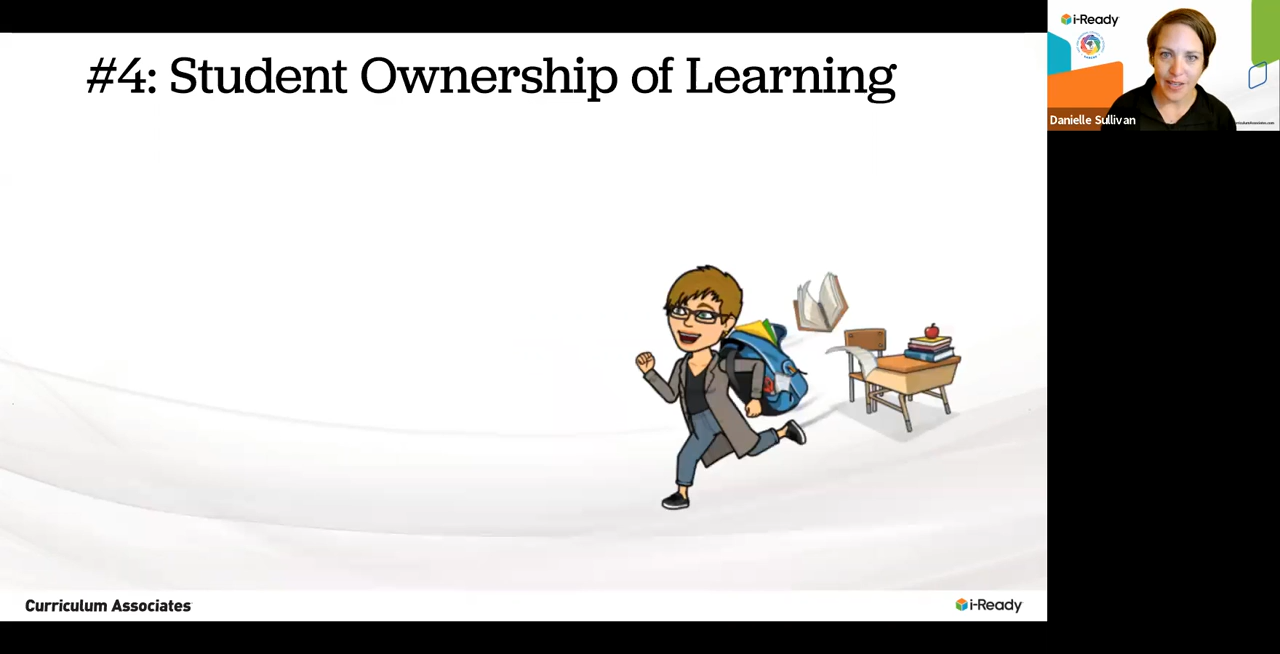 #4: Student Ownership of Learning
i-Ready
Danielle Sullivan
Curriculum Associates
i-Ready